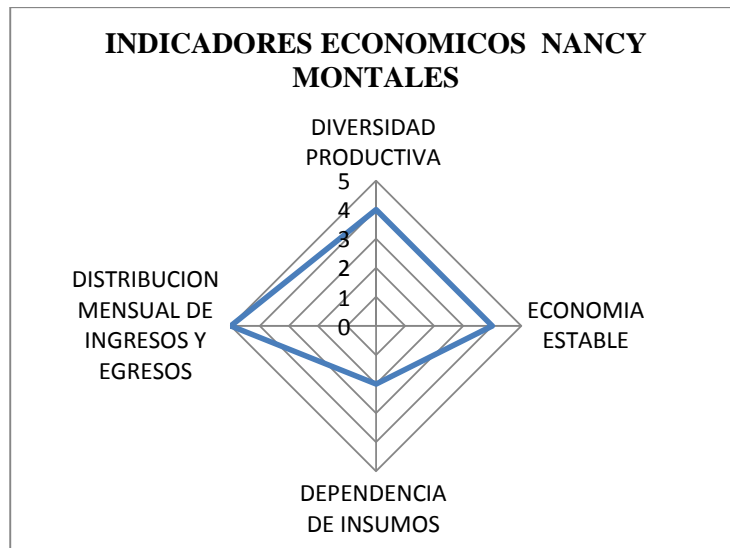 INDICADORES ECONOMICOS  NANCY
MONTALES
DIVERSIDAD
PRODUCTIVA
5
4
3
2
1
0
ECONOMIA
ESTABLE
DEPENDENCIA
DE INSUMOS
DISTRIBUCION
MENSUAL DE
INGRESOS Y
EGRESOS